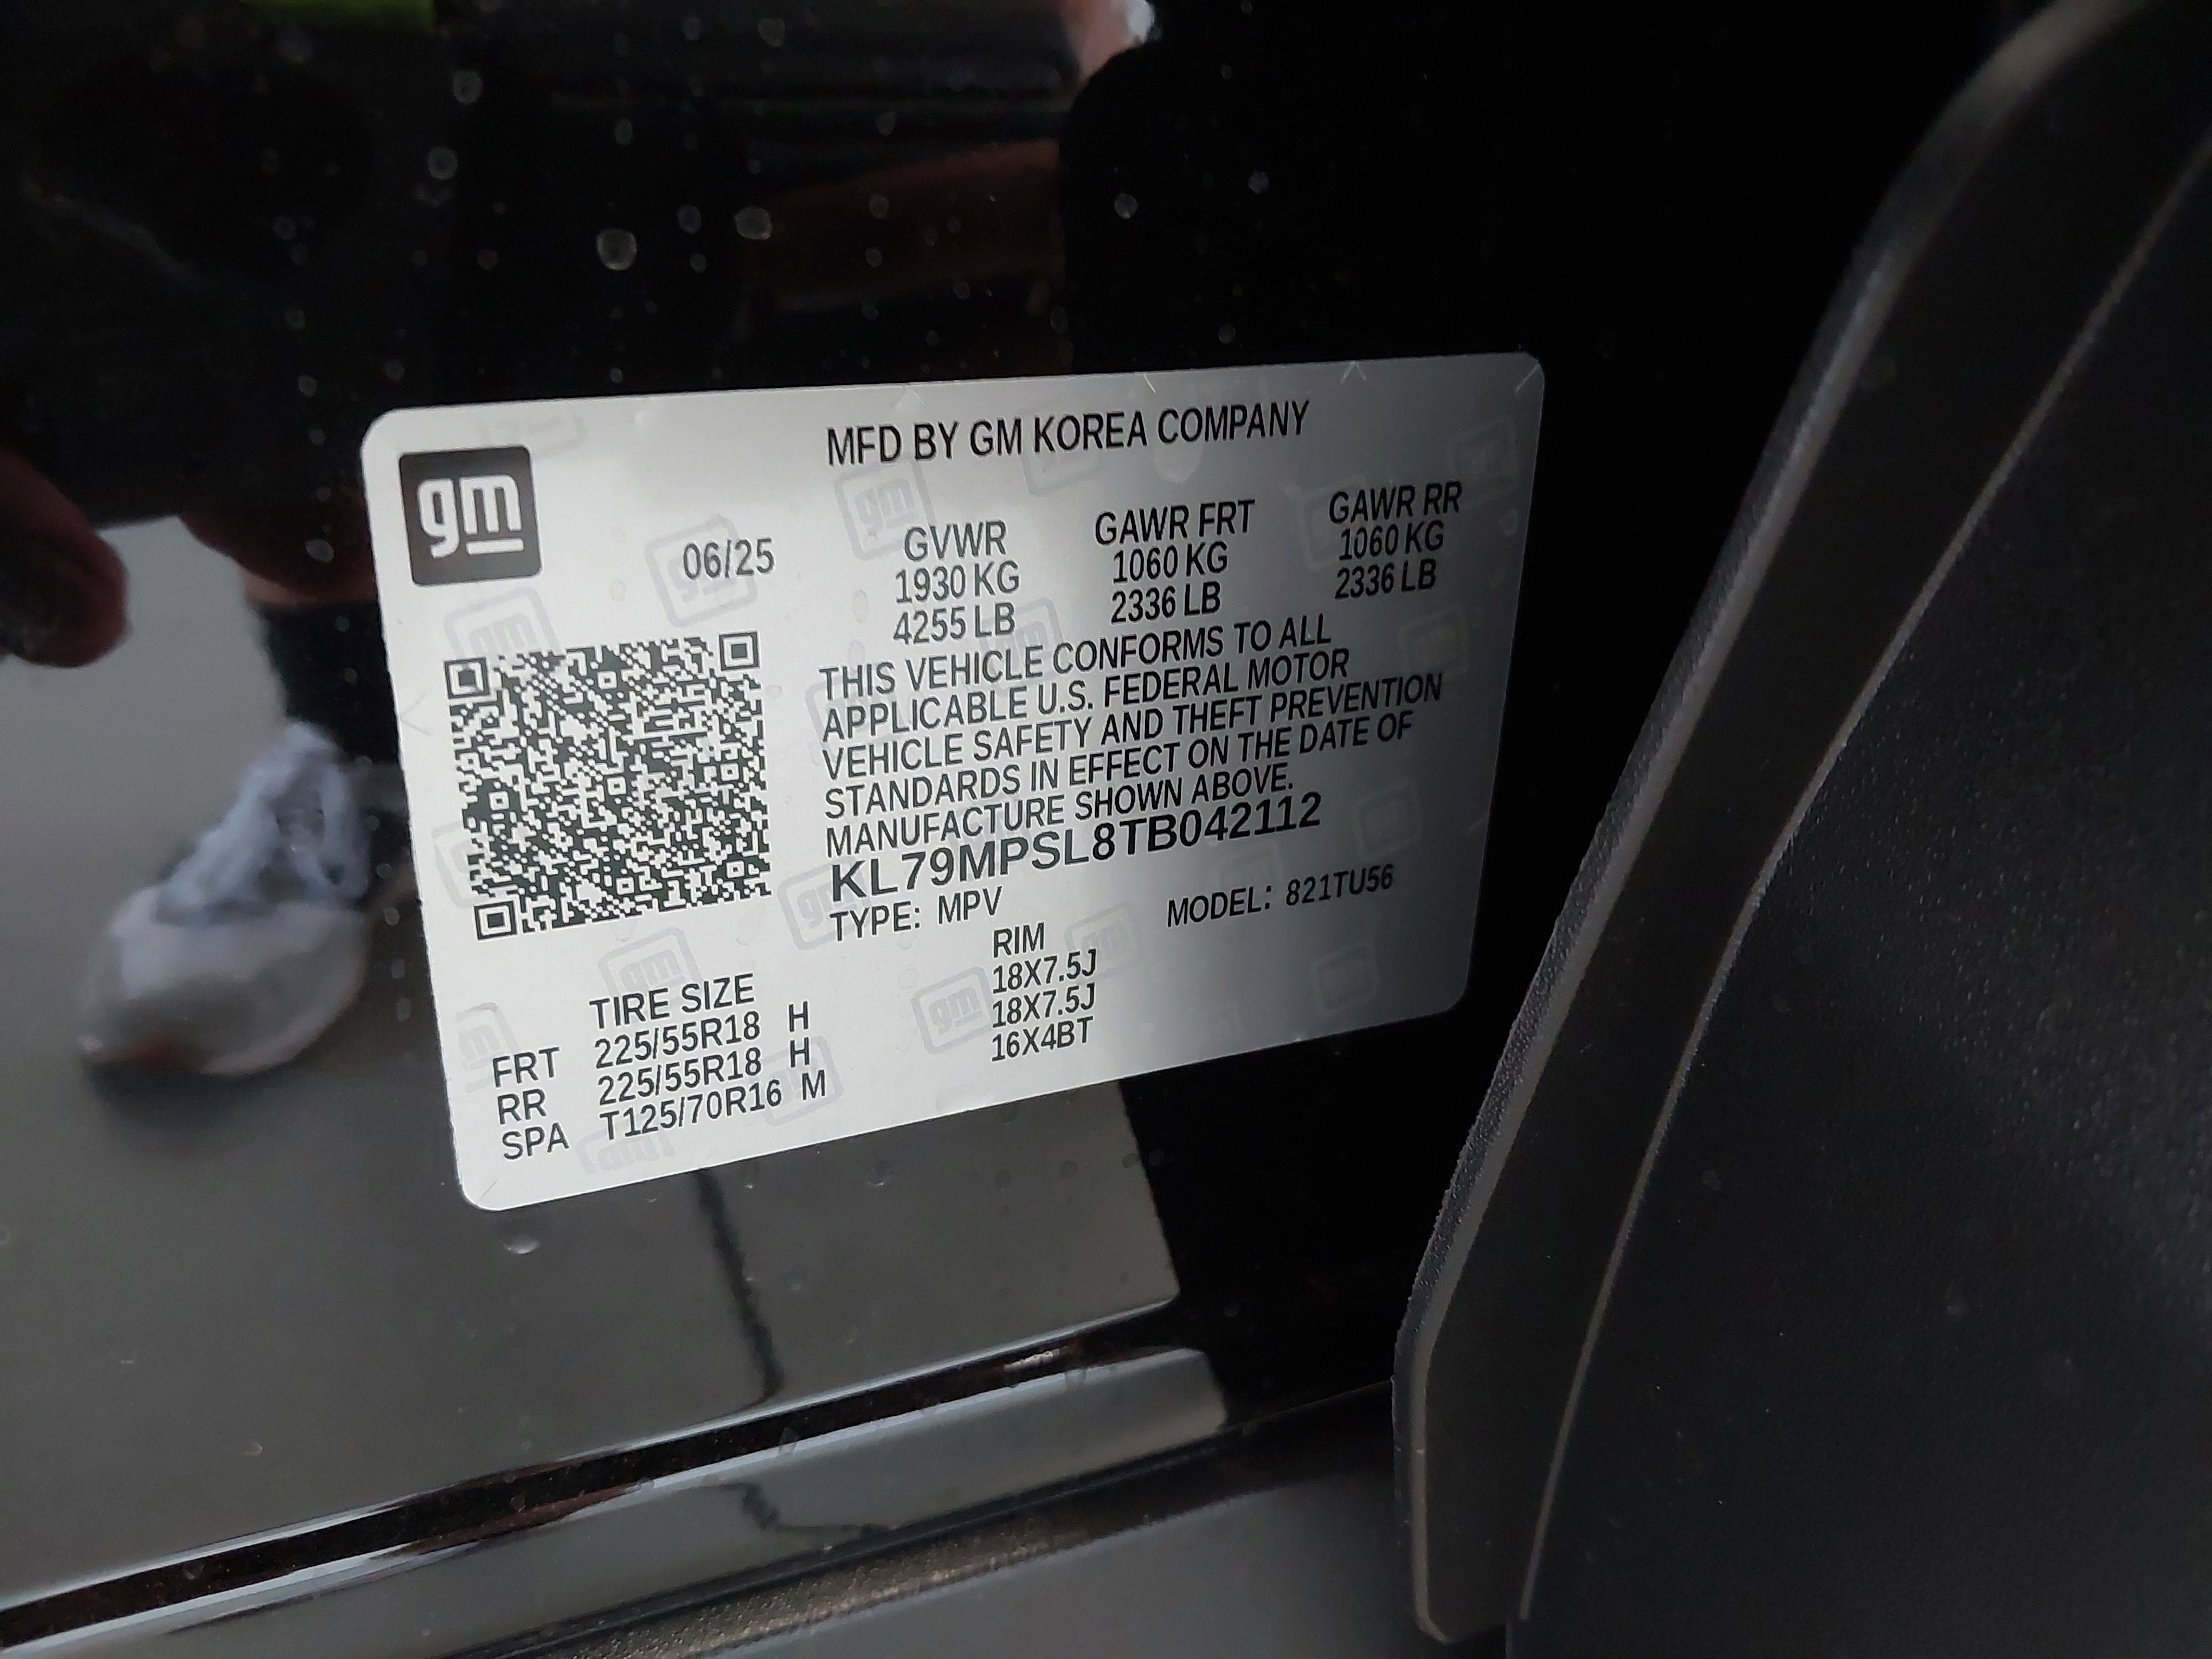 gm
MFD BY GM KOREA COMPANY
06/25
GVWR GAWR FRT GAWR RR
1930 KG 1060 KG 1060 KG
4255 LB 2336 LB 2336 LB
THIS VEHICLE CONFORMS TO ALL
APPLICABLE U.S. FEDERAL MOTOR
VEHICLE SAFETY AND THEFT PREVENTION
STANDARDS IN EFFECT ON THE DATE OF
MANUFACTURE SHOWN ABOVE.
KL79MPSL8TB042112
TYPE: MPV MODEL: 821TU56
TIRE SIZE RIM
FRT 225/55R18 H 18X7.5J
RR 225/55R18 H 18X7.5J
SPA T125/70R16 M 16X4BT